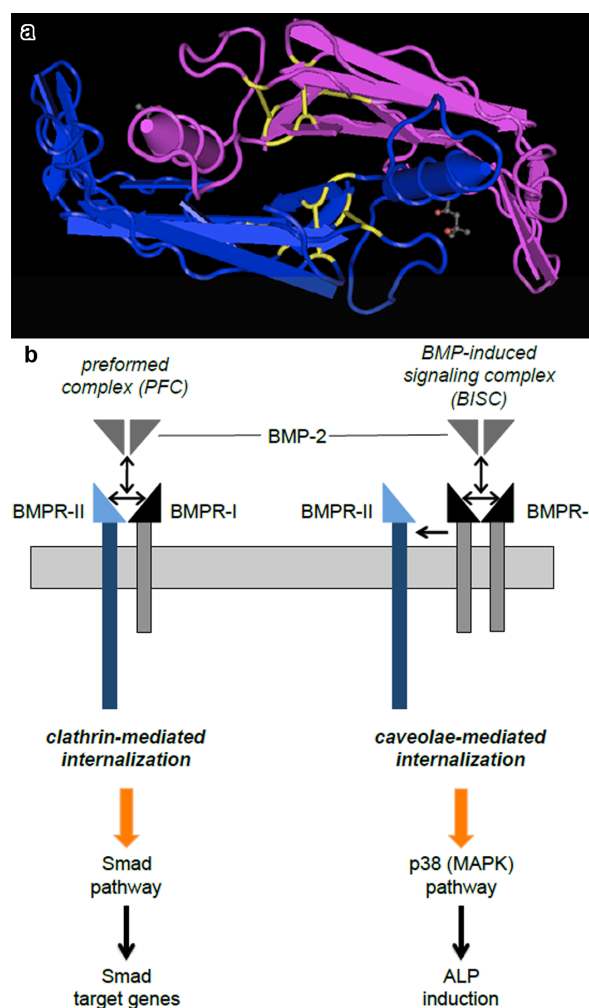 a
b
preformed
complex (PFC)
BMP-induced
signaling complex
(BISC)
BMP-2
BMPR-II
BMPR-I
BMPR-II
BMPR-
clathrin-mediated
internalization
caveolae-mediated
internalization
Smad
pathway
p38 (MAPK)
pathway
Smad
target genes
ALP
induction